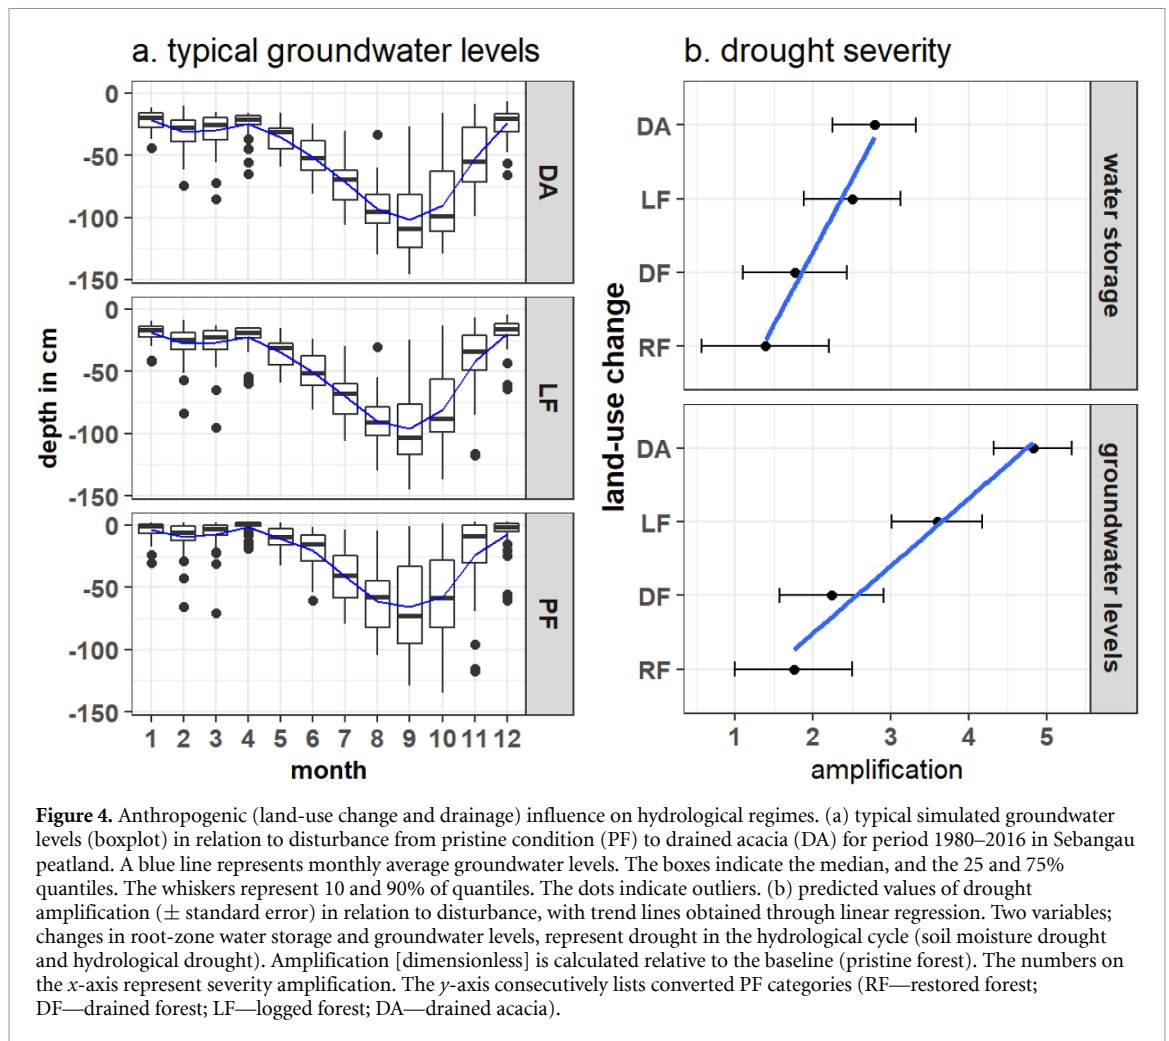 a. typical groundwater levels
0
-50
-100
-150
DA
0
-50
-100
-150
LF
0
-50
-100
-150
PF
depth in cm
1 2 3 4 5 6 7 8 9 10 11 12
month
b. drought severity
DA
LF
DF
RF
water storage
DA
LF
DF
RF
groundwater levels
land-use change
1 2 3 4 5
amplification
Figure 4. Anthropogenic (land-use change and drainage) influence on hydrological regimes. (a) typical simulated groundwater
levels (boxplot) in relation to disturbance from pristine condition (PF) to drained acacia (DA) for period 1980–2016 in Sebangau
peatland. A blue line represents monthly average groundwater levels. The boxes indicate the median, and the 25 and 75%
quantiles. The whiskers represent 10 and 90% of quantiles. The dots indicate outliers. (b) predicted values of drought
amplification (± standard error) in relation to disturbance, with trend lines obtained through linear regression. Two variables;
changes in root-zone water storage and groundwater levels, represent drought in the hydrological cycle (soil moisture drought
and hydrological drought). Amplification [dimensionless] is calculated relative to the baseline (pristine forest). The numbers on
the x-axis represent severity amplification. The y-axis consecutively lists converted PF categories (RF—restored forest;
DF—drained forest; LF—logged forest; DA—drained acacia).